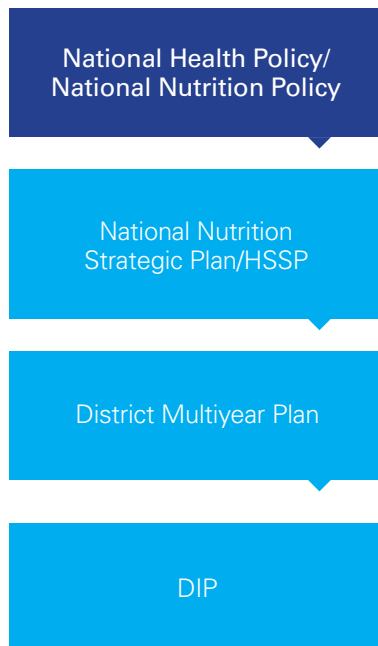 National Health Policy/
National Nutrition Policy
National Nutrition
Strategic Plan/HSSP
District Multiyear Plan
DIP